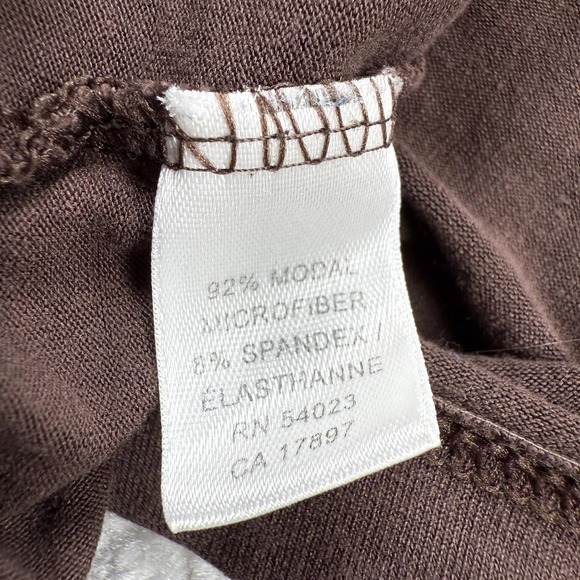 92% MODAL
MICROFIBER
8% SPANDEX /
ÉLASTHANNE
RN 54023
CA 17897